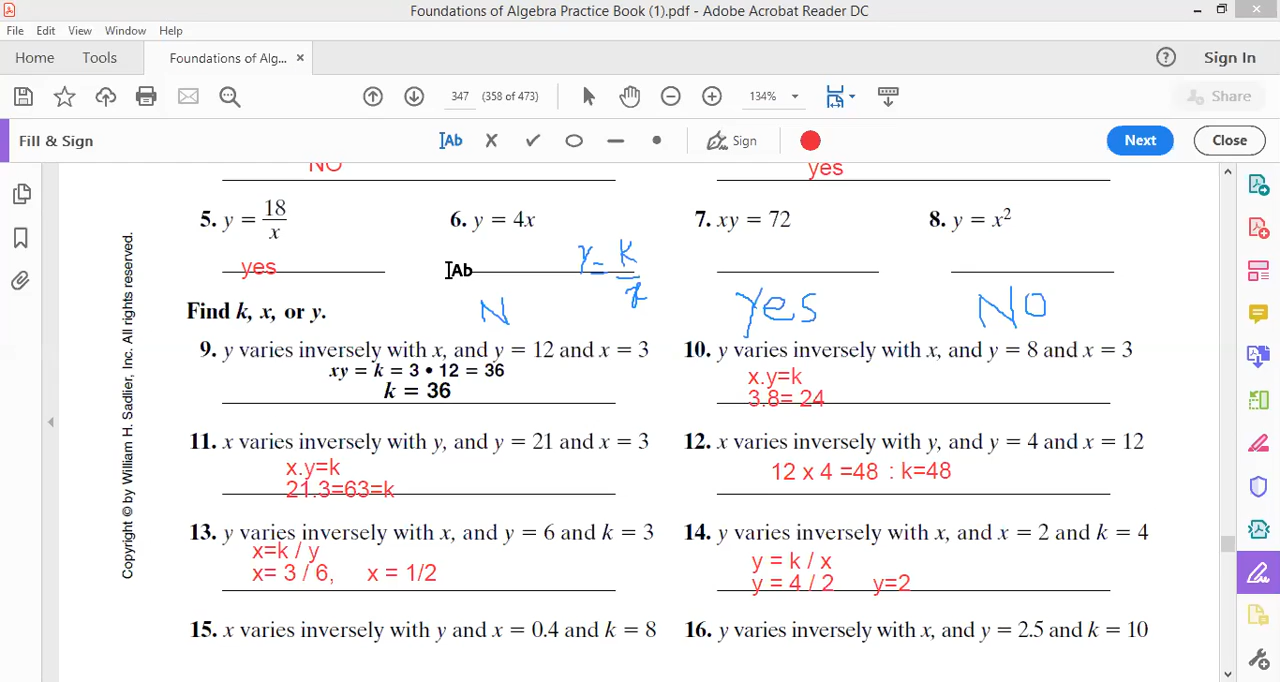 Foundations of Algebra Practice Book (1).pdf - Adobe Acrobat Reader DC
File Edit View Window Help
Home Tools Foundations of Alg... × Sign In
347 (358 of 473) 134% Share
Fill & Sign Ab Sign Next Close
NO yes
5. y = 18/x 6. y = 4x 7. xy = 72 8. y = x²
yes Ab y = k/x
N Yes NO
Find k, x, or y.
9. y varies inversely with x, and y = 12 and x = 3 10. y varies inversely with x, and y = 8 and x = 3
xy = k = 3 • 12 = 36 x.y=k
k = 36 3.8= 24
11. x varies inversely with y, and y = 21 and x = 3 12. x varies inversely with y, and y = 4 and x = 12
x.y=k 12 x 4 =48 : k=48
21.3=63=k
13. y varies inversely with x, and y = 6 and k = 3 14. y varies inversely with x, and x = 2 and k = 4
x=k / y y = k / x
x= 3 / 6, x = 1/2 y = 4 / 2 y=2
15. x varies inversely with y and x = 0.4 and k = 8 16. y varies inversely with x, and y = 2.5 and k = 10
Copyright © by William H. Sadlier, Inc. All rights reserved.